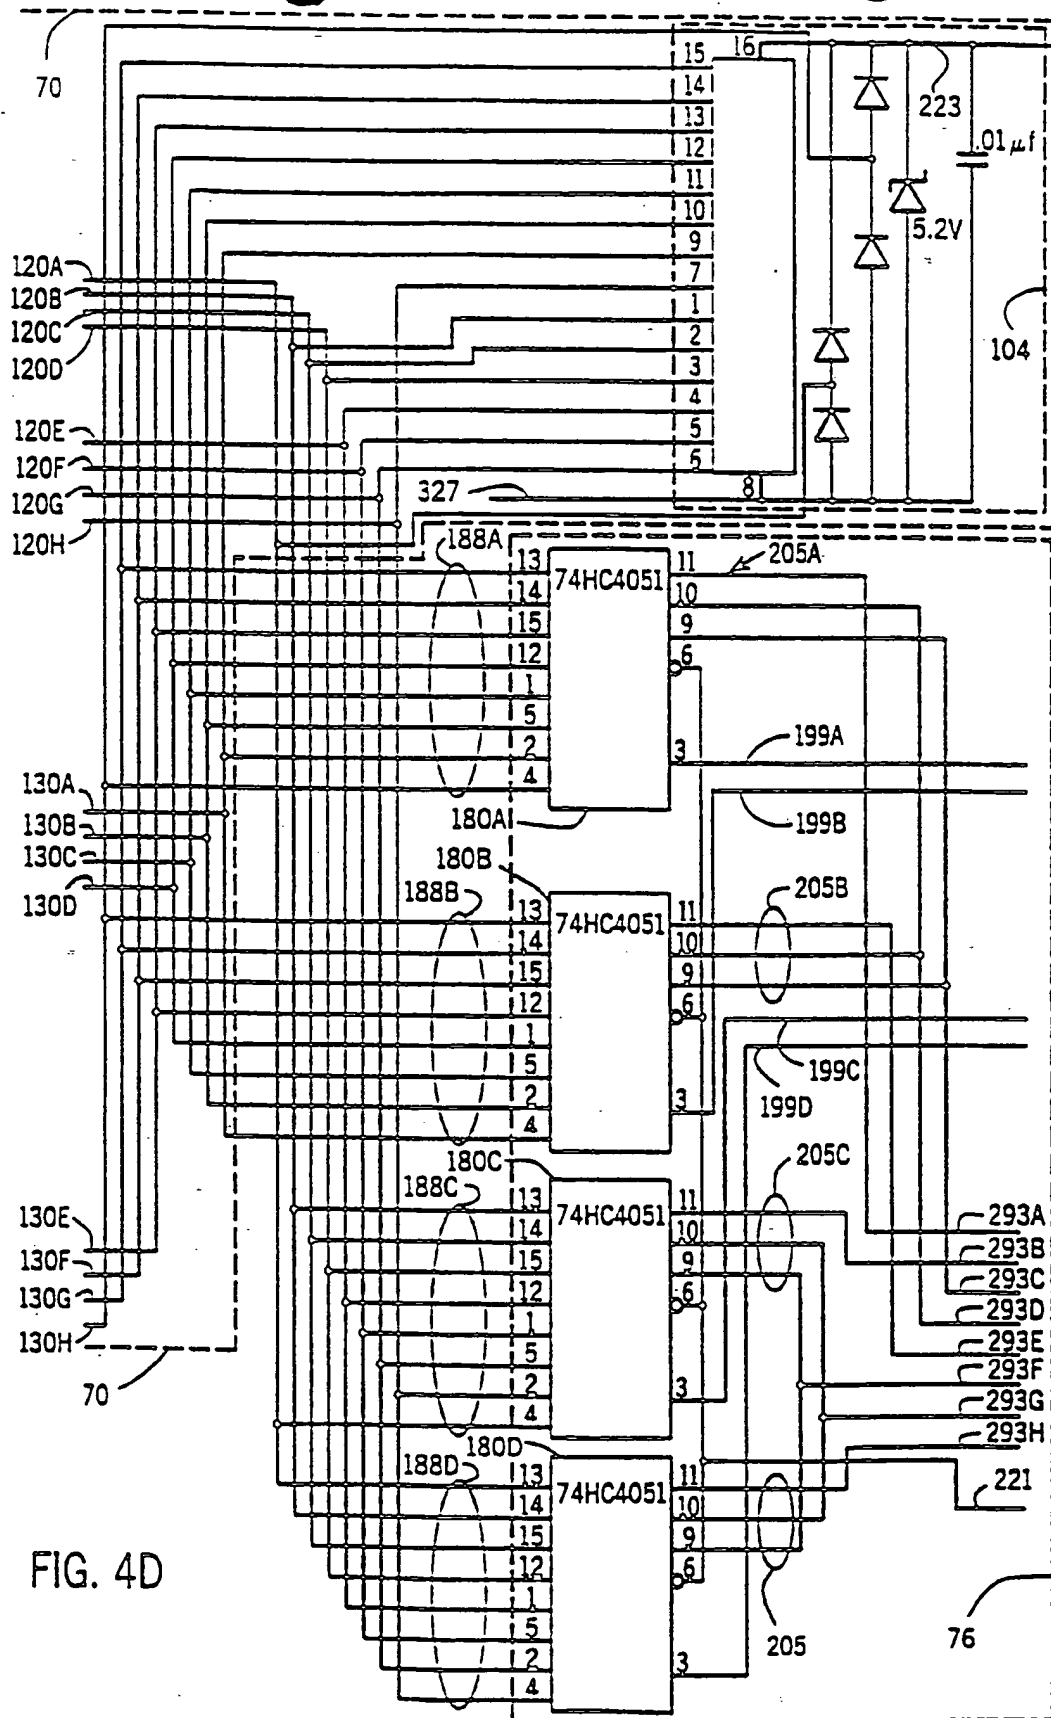 70
15
16
14
13
12
11
10
9
7
1
2
3
4
5
6
8
223
.01 μf
5.2V
104
120A
120B
120C
120D
120E
120F
120G
120H
327
188A
13
14
15
12
1
5
2
4
74HC4051
11
10
9
6
3
205A
199A
199B
180A
130A
130B
130C
130D
180B
188B
13
14
15
12
1
5
2
4
74HC4051
11
10
9
6
3
205B
199C
199D
180C
188C
13
14
15
12
1
5
2
4
74HC4051
11
10
9
6
3
205C
130E
130F
130G
130H
70
293A
293B
293C
293D
293E
293F
293G
293H
221
180D
188D
13
14
15
12
1
5
2
4
74HC4051
11
10
9
6
3
205
76
FIG. 4D